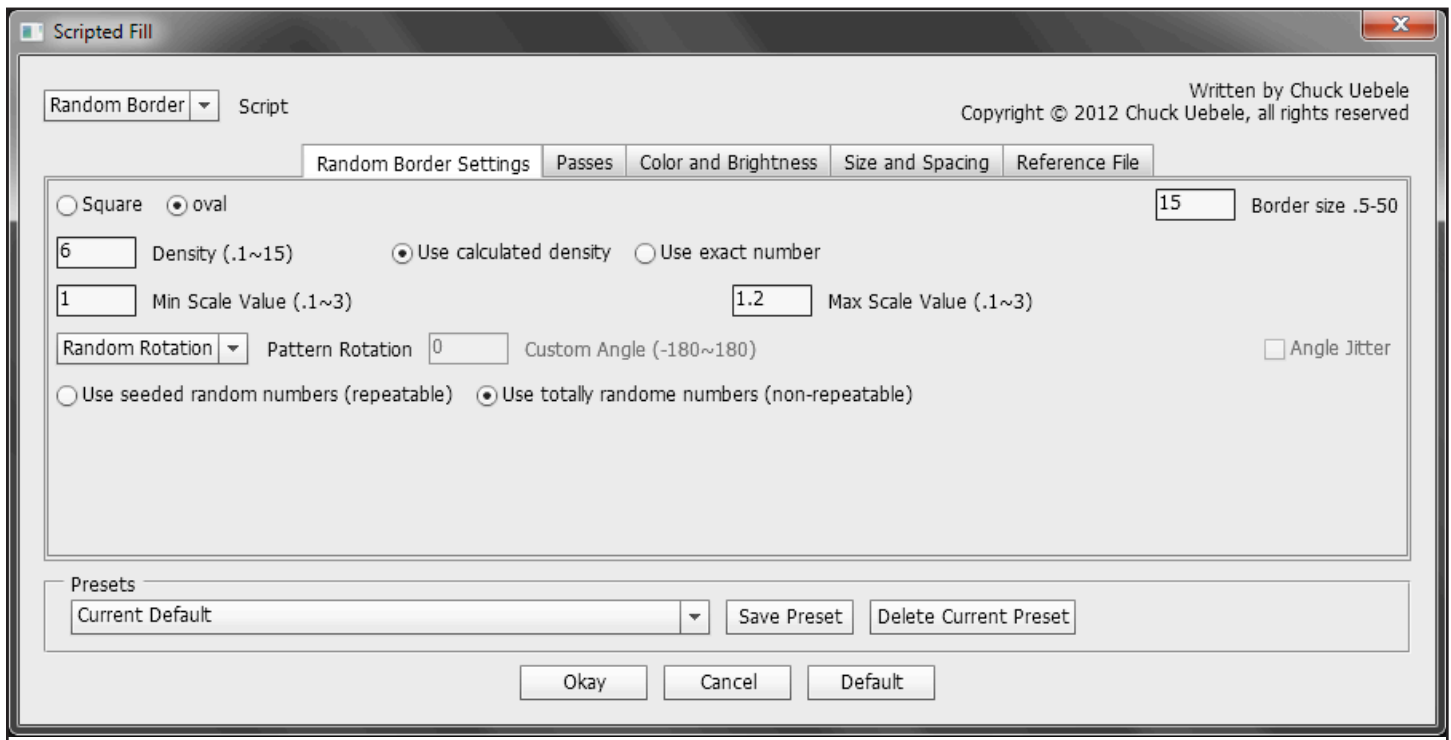 Scripted Fill
Random Border Script
Written by Chuck Uebele
Copyright © 2012 Chuck Uebele, all rights reserved
Random Border Settings Passes Color and Brightness Size and Spacing Reference File
Square oval 15 Border size .5-50
6 Density (.1~15) Use calculated density Use exact number
1 Min Scale Value (.1~3) 1.2 Max Scale Value (.1~3)
Random Rotation Pattern Rotation 0 Custom Angle (-180~180) Angle Jitter
Use seeded random numbers (repeatable) Use totally randome numbers (non-repeatable)
Presets
Current Default Save Preset Delete Current Preset
Okay Cancel Default